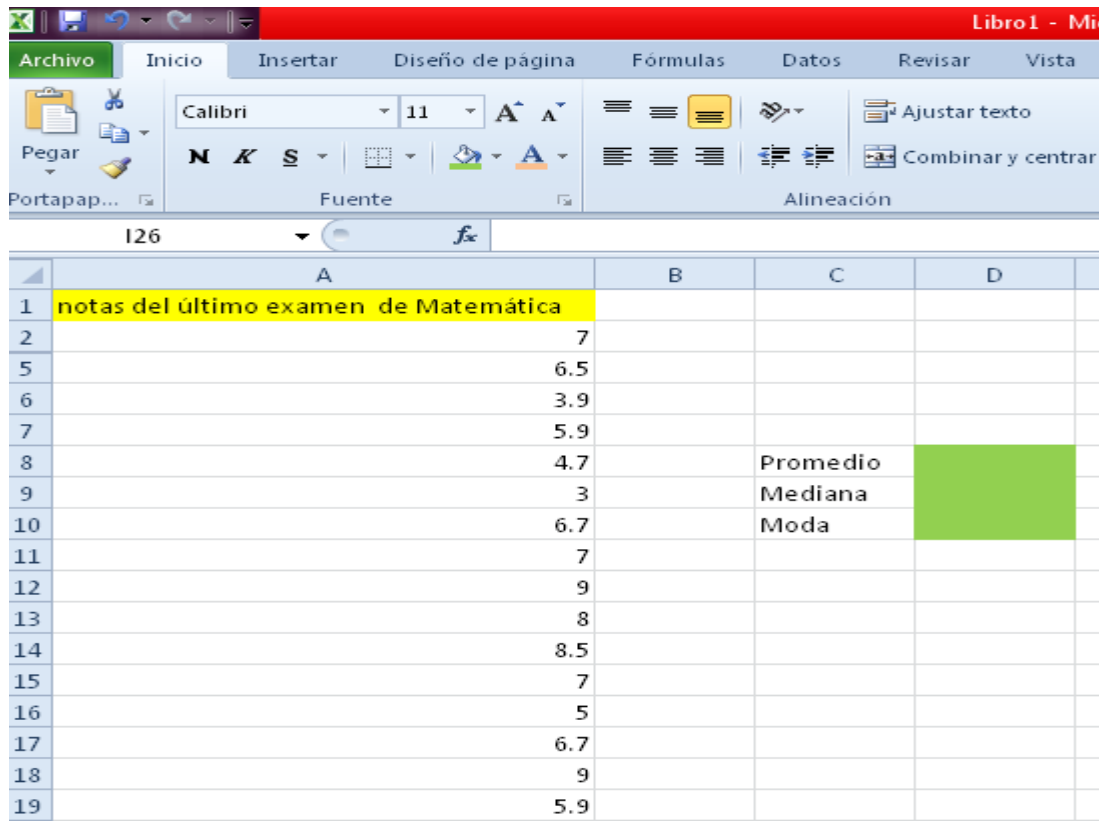 Libro1 - Mi
Archivo Inicio Insertar Diseño de página Fórmulas Datos Revisar Vista
Calibri 11 A A Ajustar texto
Pegar N K S A Combinar y centrar
Portapap... Fuente Alineación
I26 fx
A B C D
1 notas del último examen de Matemática
2 7
5 6.5
6 3.9
7 5.9
8 4.7 Promedio
9 3 Mediana
10 6.7 Moda
11 7
12 9
13 8
14 8.5
15 7
16 5
17 6.7
18 9
19 5.9